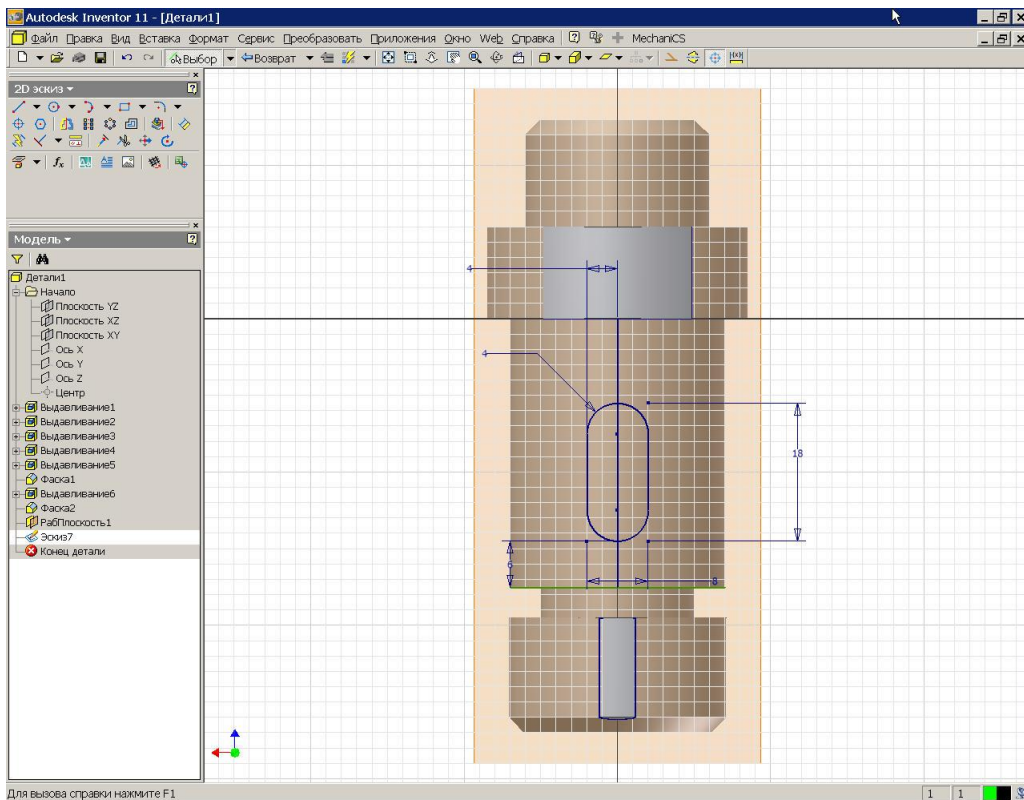 Autodesk Inventor 11 - [Детали1]
Файл Правка Вид Вставка Формат Сервис Преобразовать Приложения Окно Web Справка MechaniCS
Выбор Возврат
2D эскиз
fx
Модель
Детали1
Начало
Плоскость YZ
Плоскость XZ
Плоскость XY
Ось X
Ось Y
Ось Z
Центр
Выдавливание1
Выдавливание2
Выдавливание3
Выдавливание4
Выдавливание5
Фаска1
Выдавливание6
Фаска2
РабПлоскость1
Эскиз7
Конец детали
4
4
18
6
8
Для вызова справки нажмите F1
1 1